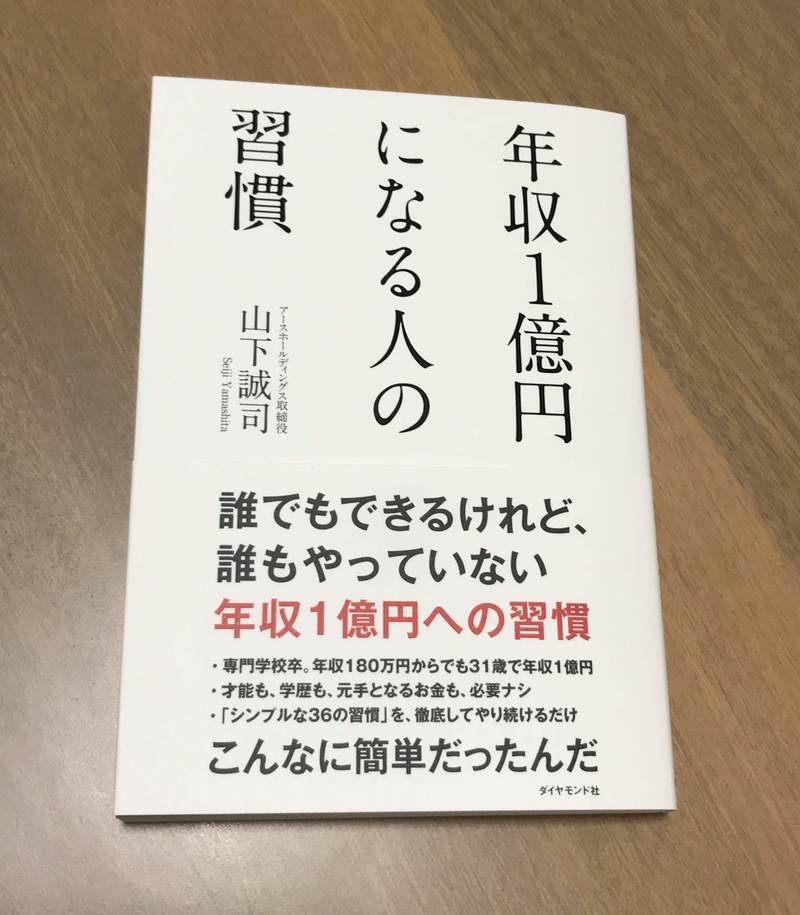 年収1億円
になる人の
習慣
アースホールディングス取締役
山下誠司
Seiji Yamashita
誰でもできるけれど、
誰もやっていない
年収1億円への習慣
・専門学校卒。年収180万円からでも31歳で年収1億円
・才能も、学歴も、元手となるお金も、必要ナシ
・「シンプルな36の習慣」を、徹底してやり続けるだけ
こんなに簡単だったんだ
ダイヤモンド社